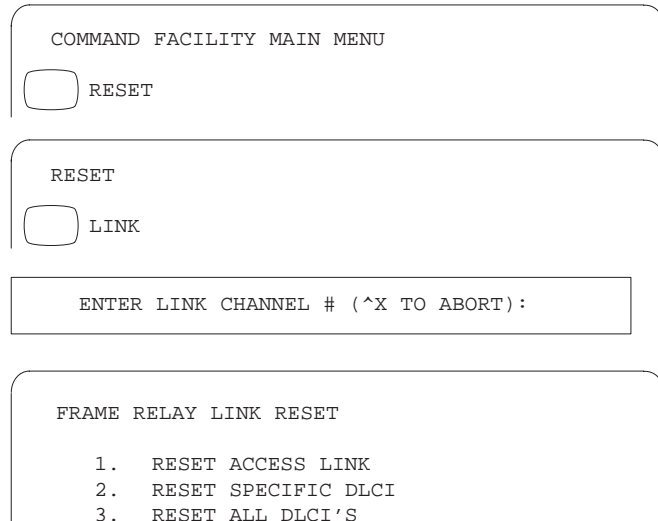 COMMAND FACILITY MAIN MENU
RESET
RESET
LINK
ENTER LINK CHANNEL # (^X TO ABORT):
FRAME RELAY LINK RESET
1. RESET ACCESS LINK
2. RESET SPECIFIC DLCI
3. RESET ALL DLCI'S